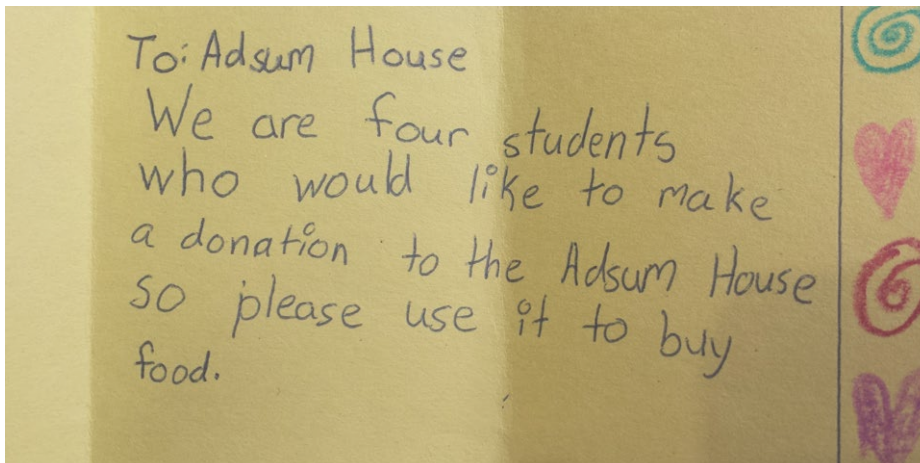 To: Adsum House
We are four students
who would like to make
a donation to the Adsum House
so please use it to buy
food.